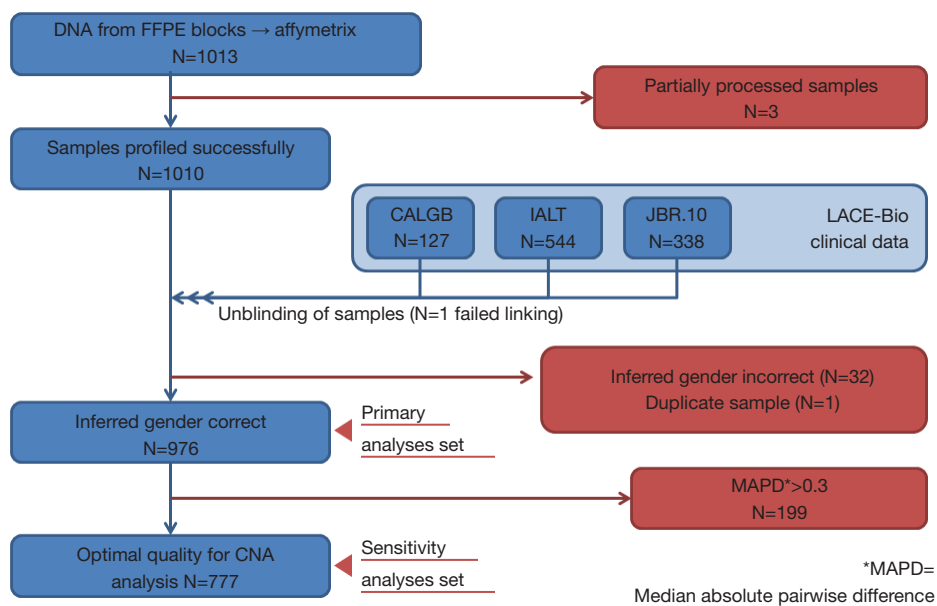 DNA from FFPE blocks → affymetrix
N=1013
Partially processed samples
N=3
Samples profiled successfully
N=1010
CALGB
N=127
IALT
N=544
JBR.10
N=338
LACE-Bio
clinical data
Unblinding of samples (N=1 failed linking)
Inferred gender incorrect (N=32)
Duplicate sample (N=1)
Inferred gender correct
N=976
Primary
analyses set
MAPD*>0.3
N=199
Optimal quality for CNA
analysis N=777
Sensitivity
analyses set
*MAPD=
Median absolute pairwise difference